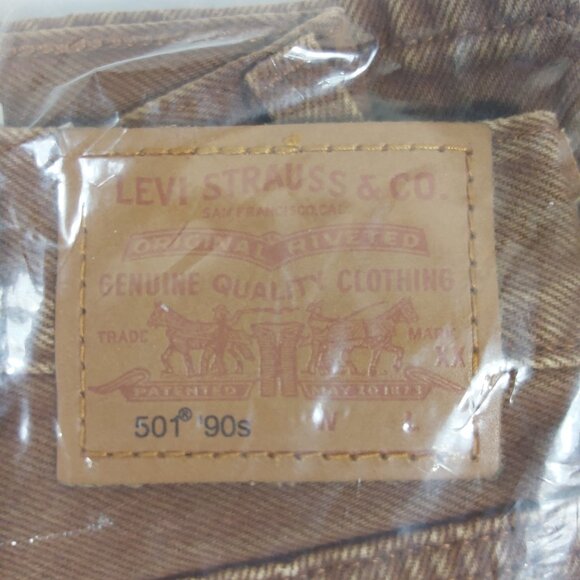 LEVI STRAUSS & CO.
SAN FRANCISCO, CAL.
ORIGINAL RIVETED
GENUINE QUALITY CLOTHING
TRADE MARK
XX
PATENTED MAY 20 1873
501® '90s W L